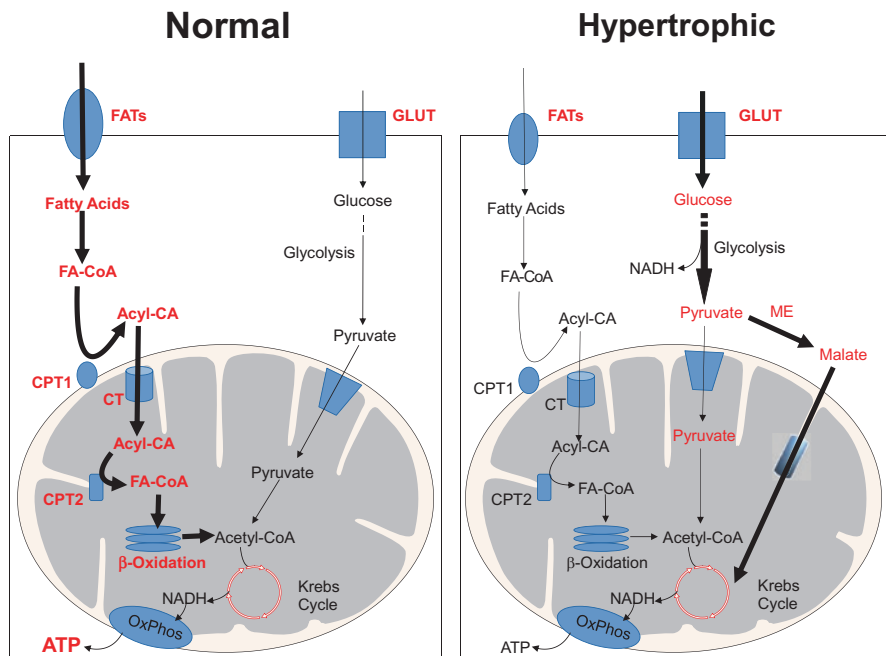 Normal
FATs
GLUT
Fatty Acids
Glucose
Glycolysis
FA-CoA
Acyl-CA
Pyruvate
CPT1
CT
Acyl-CA
FA-CoA
CPT2
Pyruvate
Acetyl-CoA
β-Oxidation
NADH
Krebs
Cycle
OxPhos
ATP
Hypertrophic
FATs
GLUT
Fatty Acids
Glucose
Glycolysis
NADH
FA-CoA
Acyl-CA
Pyruvate
ME
Malate
CPT1
CT
Pyruvate
Acyl-CA
CPT2
FA-CoA
Acetyl-CoA
β-Oxidation
NADH
Krebs
Cycle
OxPhos
ATP